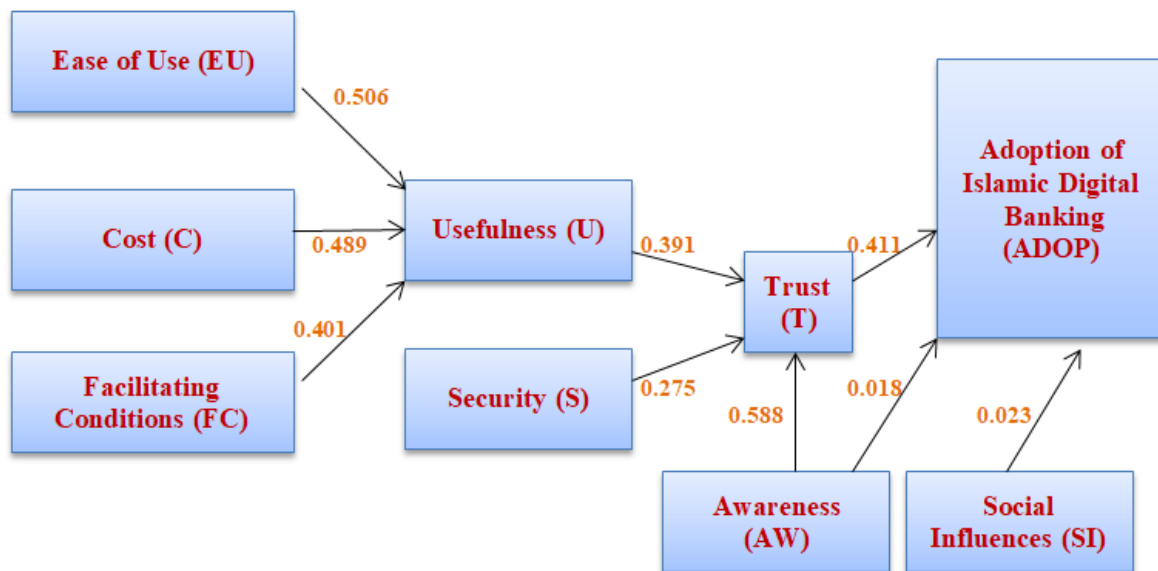 Ease of Use (EU)
0.506
Cost (C)
0.489
Facilitating
Conditions (FC)
0.401
Usefulness (U)
0.391
Security (S)
0.275
Trust
(T)
0.411
Adoption of
Islamic Digital
Banking
(ADOP)
0.588
0.018
0.023
Awareness
(AW)
Social
Influences (SI)